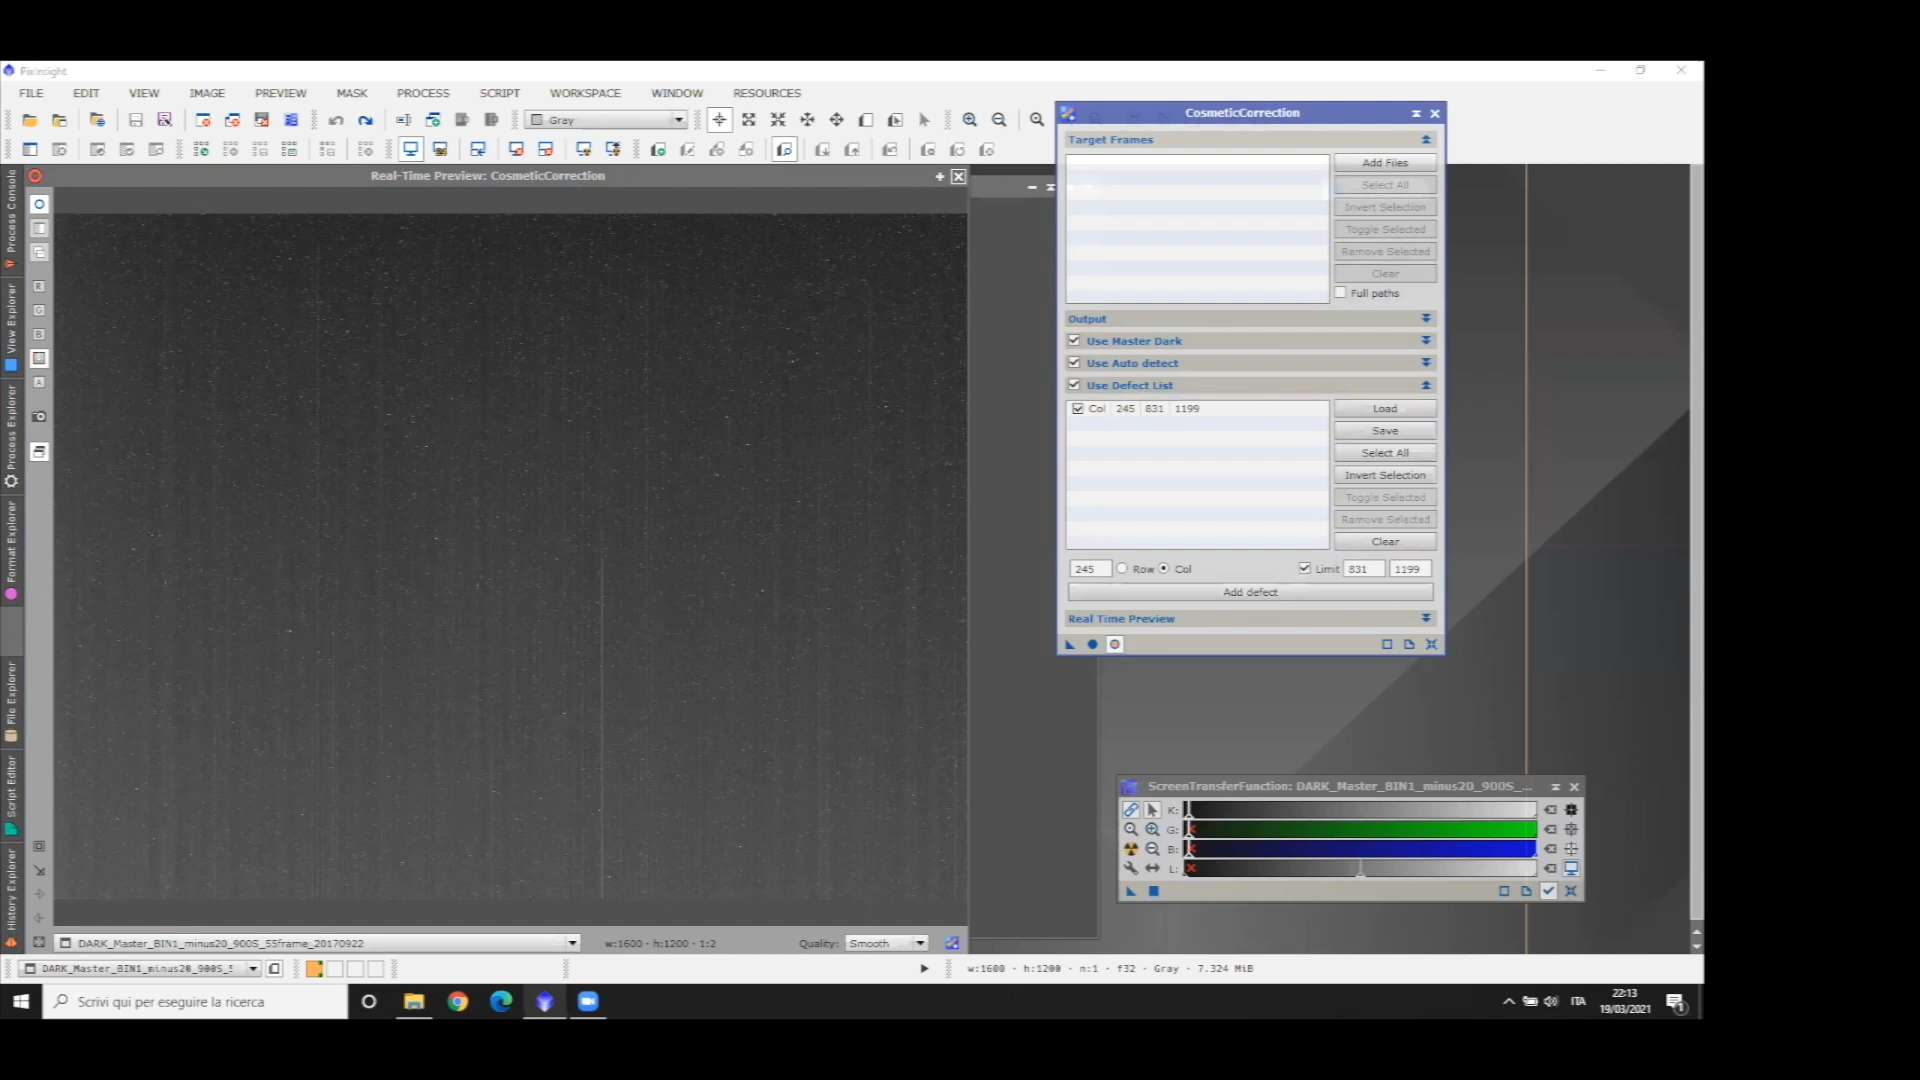 PixInsight
FILE EDIT VIEW IMAGE PREVIEW MASK PROCESS SCRIPT WORKSPACE WINDOW RESOURCES
Gray
Process Console
View Explorer
Process Explorer
Format Explorer
File Explorer
Script Editor
History Explorer
Real-Time Preview: CosmeticCorrection
R
G
B
A
DARK_Master_BIN1_minus20_900S_55frame_20170922
w:1600 · h:1200 · 1:2
Quality: Smooth
CosmeticCorrection
Target Frames
Add Files
Select All
Invert Selection
Toggle Selected
Remove Selected
Clear
Full paths
Output
Use Master Dark
Use Auto detect
Use Defect List
Col 245 831 1199
Load
Save
Select All
Invert Selection
Toggle Selected
Remove Selected
Clear
245 Row Col Limit 831 1199
Add defect
Real Time Preview
ScreenTransferFunction: DARK_Master_BIN1_minus20_900S_...
K:
G:
B:
L:
DARK_Master_BIN1_minus20_900S_5
w:1600 · h:1200 · n:1 · f32 · Gray · 7.324 MiB
Scrivi qui per eseguire la ricerca
ITA
22:13
19/03/2021
1